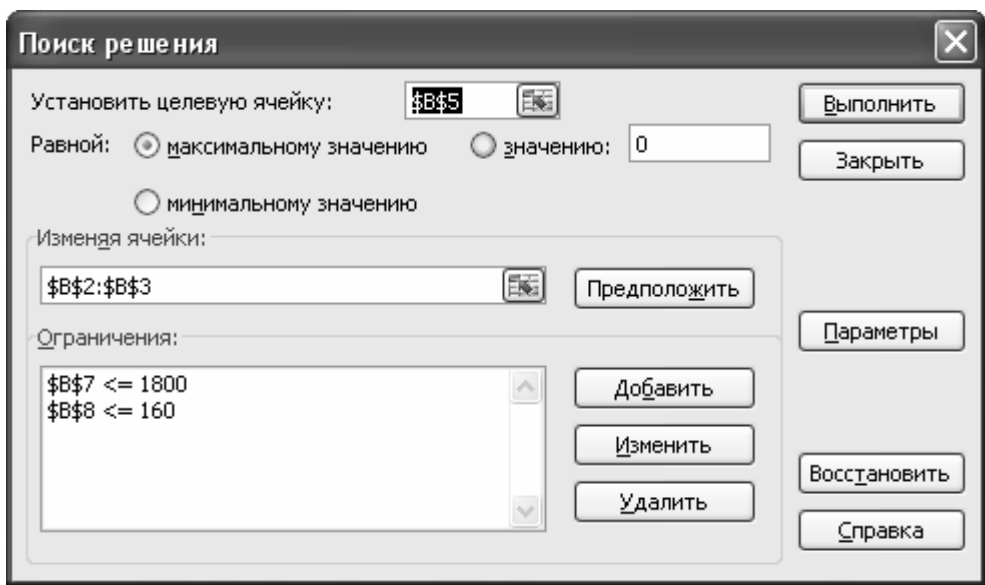 Поиск решения
Установить целевую ячейку: $B$5
Равной: максимальному значению значению: 0
минимальному значению
Изменяя ячейки:
$B$2:$B$3
Предположить
Ограничения:
$B$7 <= 1800
$B$8 <= 160
Добавить
Изменить
Удалить
Выполнить
Закрыть
Параметры
Восстановить
Справка